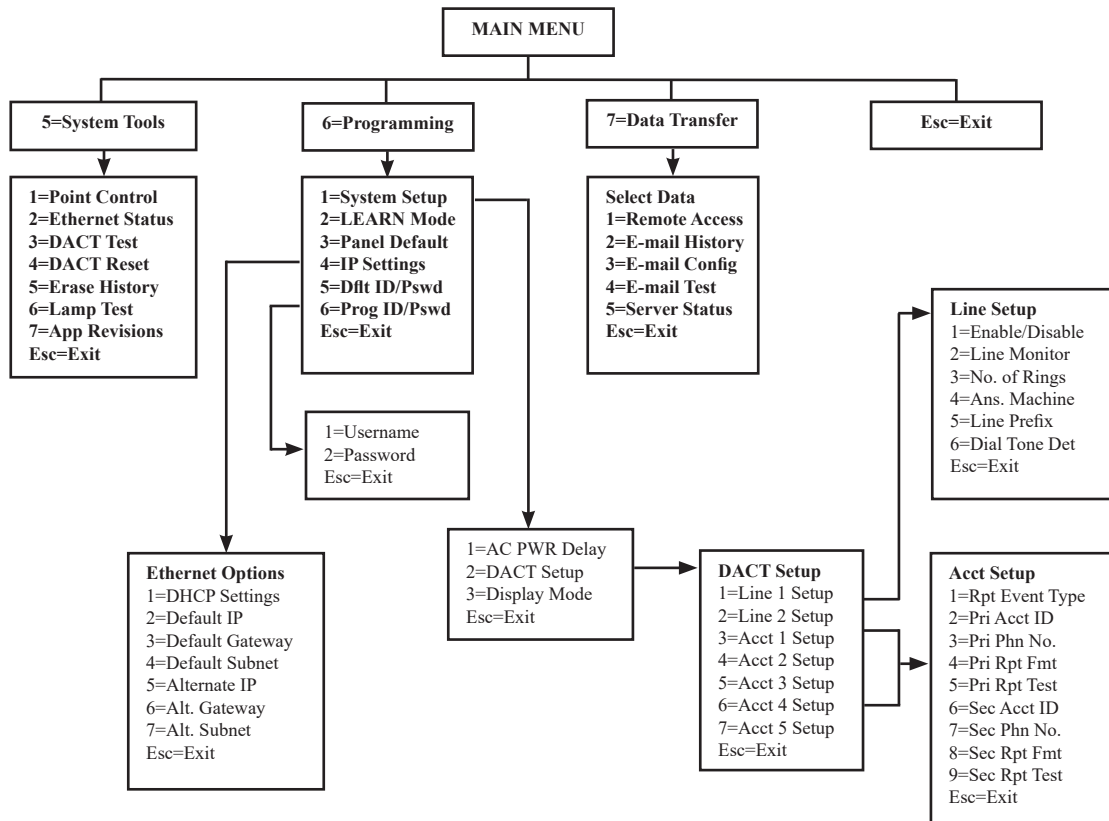 MAIN MENU
5=System Tools
6=Programming
7=Data Transfer
Esc=Exit
1=Point Control
2=Ethernet Status
3=DACT Test
4=DACT Reset
5=Erase History
6=Lamp Test
7=App Revisions
Esc=Exit
1=System Setup
2=LEARN Mode
3=Panel Default
4=IP Settings
5=Dflt ID/Pswd
6=Prog ID/Pswd
Esc=Exit
Select Data
1=Remote Access
2=E-mail History
3=E-mail Config
4=E-mail Test
5=Server Status
Esc=Exit
Line Setup
1=Enable/Disable
2=Line Monitor
3=No. of Rings
4=Ans. Machine
5=Line Prefix
6=Dial Tone Det
Esc=Exit
1=Username
2=Password
Esc=Exit
Ethernet Options
1=DHCP Settings
2=Default IP
3=Default Gateway
4=Default Subnet
5=Alternate IP
6=Alt. Gateway
7=Alt. Subnet
Esc=Exit
1=AC PWR Delay
2=DACT Setup
3=Display Mode
Esc=Exit
DACT Setup
1=Line 1 Setup
2=Line 2 Setup
3=Acct 1 Setup
4=Acct 2 Setup
5=Acct 3 Setup
6=Acct 4 Setup
7=Acct 5 Setup
Esc=Exit
Acct Setup
1=Rpt Event Type
2=Pri Acct ID
3=Pri Phn No.
4=Pri Rpt Fmt
5=Pri Rpt Test
6=Sec Acct ID
7=Sec Phn No.
8=Sec Rpt Fmt
9=Sec Rpt Test
Esc=Exit